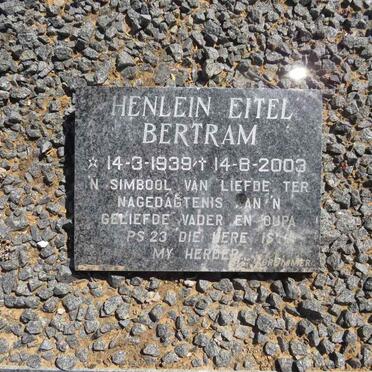 HENLEIN EITEL
BERTRAM
☆ 14-3-1939 ✝ 14-8-2003
'N SIMBOOL VAN LIEFDE TER
NAGEDAGTENIS AAN 'N
GELIEFDE VADER EN OUPA
PS 23 DIE HERE IS
MY HERDER